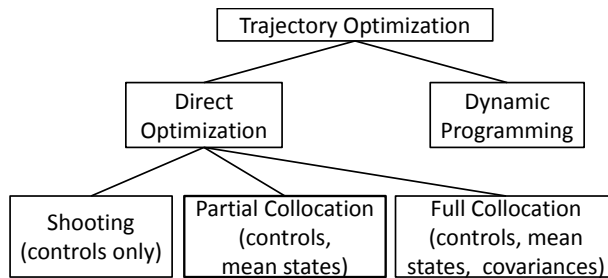 Trajectory Optimization
Direct
Optimization
Dynamic
Programming
Shooting
(controls only)
Partial Collocation
(controls,
mean states)
Full Collocation
(controls, mean
states, covariances)